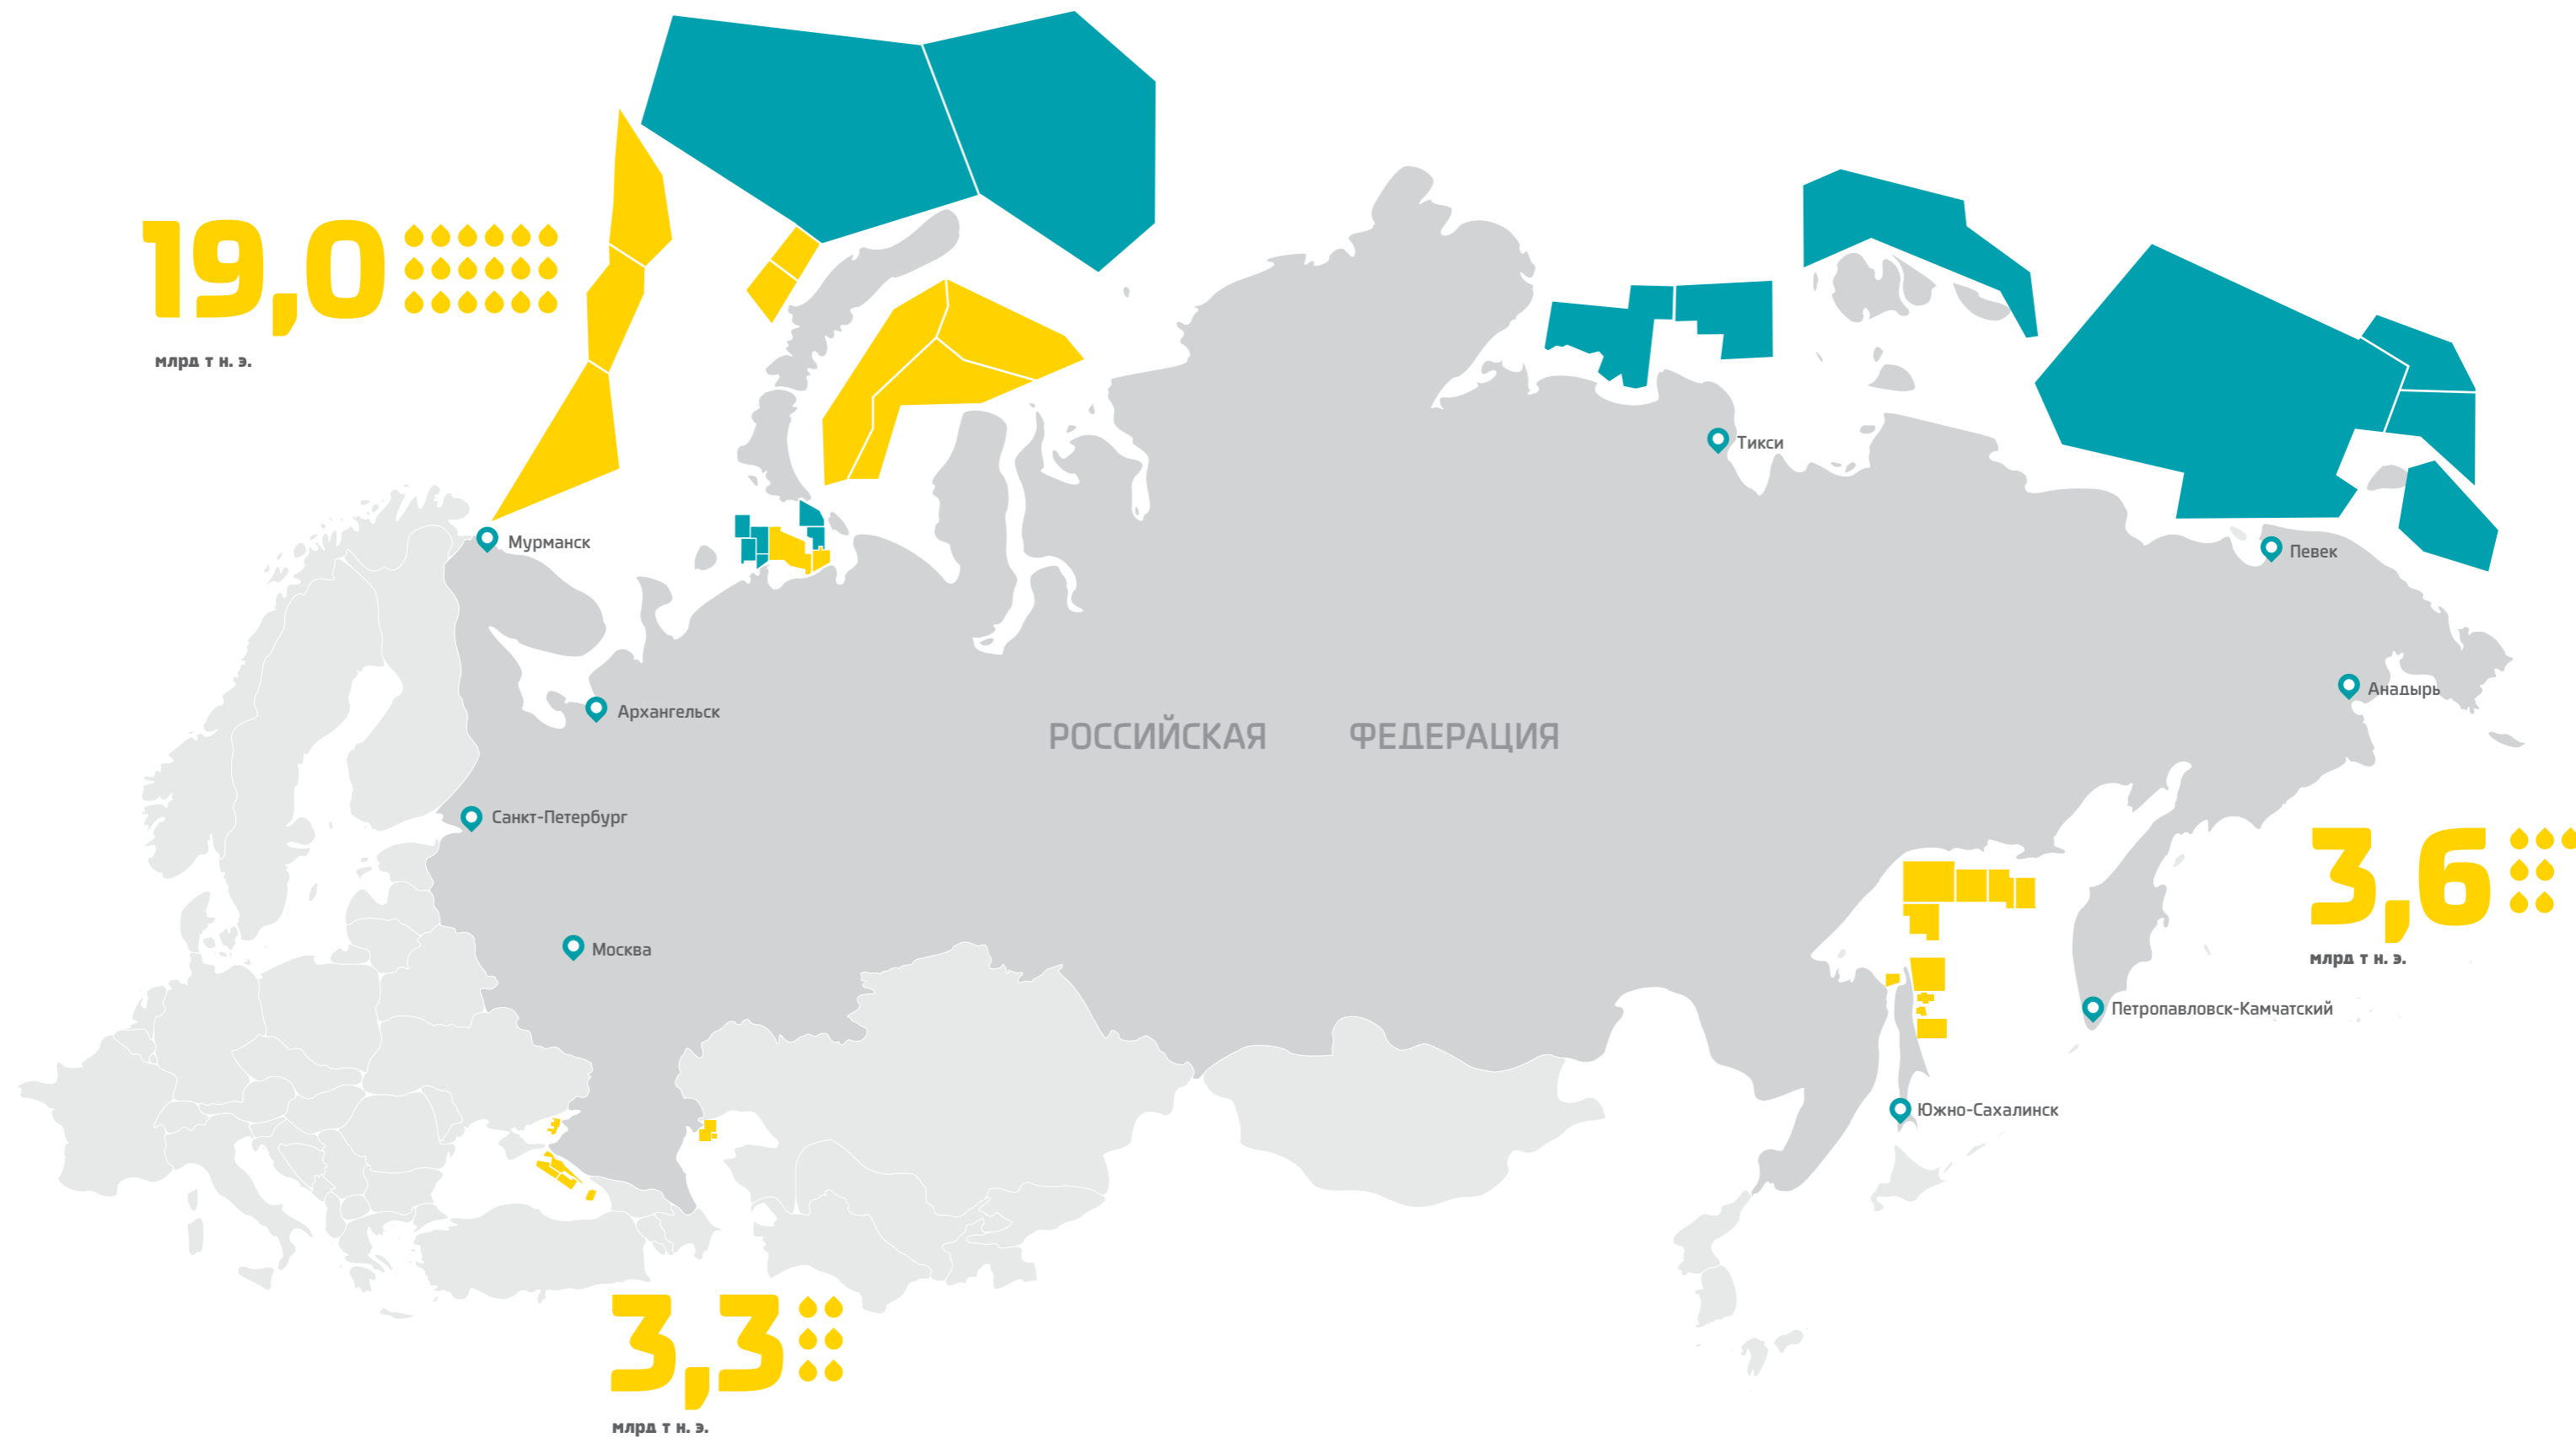 19,0
млрд т н. э.
Тикси
Мурманск
Певек
Анадырь
Архангельск
РОССИЙСКАЯ ФЕДЕРАЦИЯ
Санкт-Петербург
3,6
млрд т н. э.
Москва
Петропавловск-Камчатский
Южно-Сахалинск
3,3
млрд т н. э.